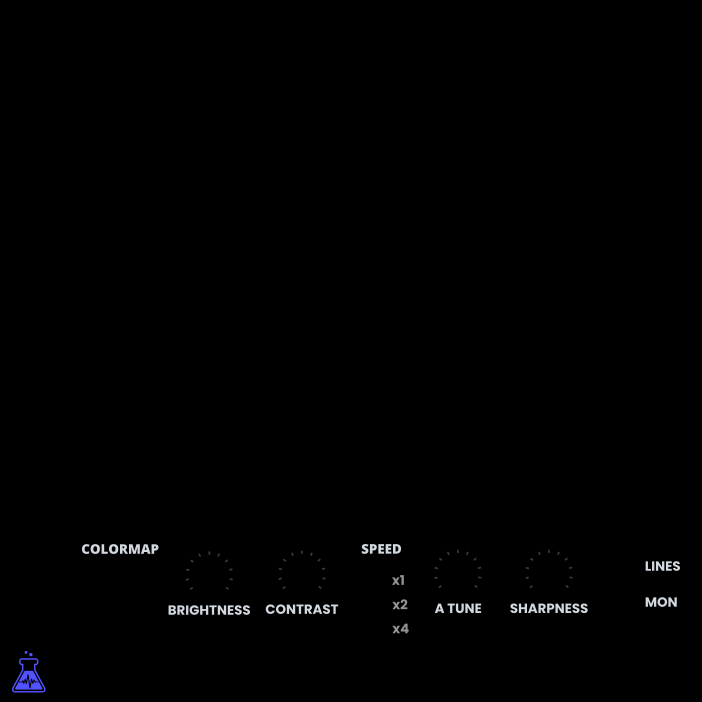 COLORMAP
BRIGHTNESS
CONTRAST
SPEED
x1
x2
x4
A TUNE
SHARPNESS
LINES
MON